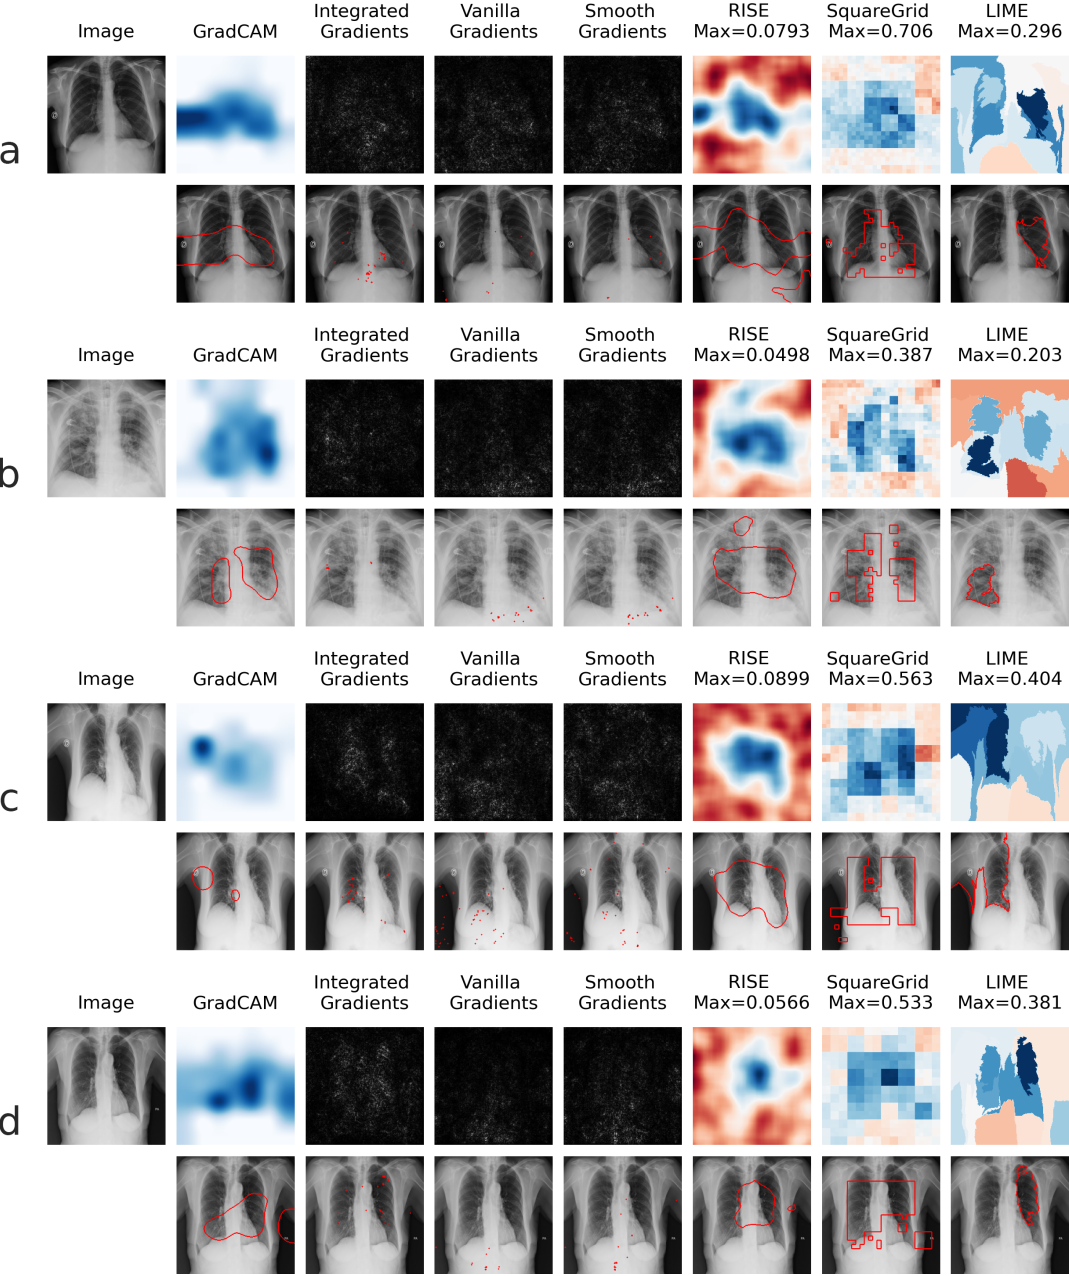 Image
GradCAM
Integrated
Gradients
Vanilla
Gradients
Smooth
Gradients
RISE
Max=0.0793
SquareGrid
Max=0.706
LIME
Max=0.296
a
Image
GradCAM
Integrated
Gradients
Vanilla
Gradients
Smooth
Gradients
RISE
Max=0.0498
SquareGrid
Max=0.387
LIME
Max=0.203
b
Image
GradCAM
Integrated
Gradients
Vanilla
Gradients
Smooth
Gradients
RISE
Max=0.0899
SquareGrid
Max=0.563
LIME
Max=0.404
c
Image
GradCAM
Integrated
Gradients
Vanilla
Gradients
Smooth
Gradients
RISE
Max=0.0566
SquareGrid
Max=0.533
LIME
Max=0.381
d